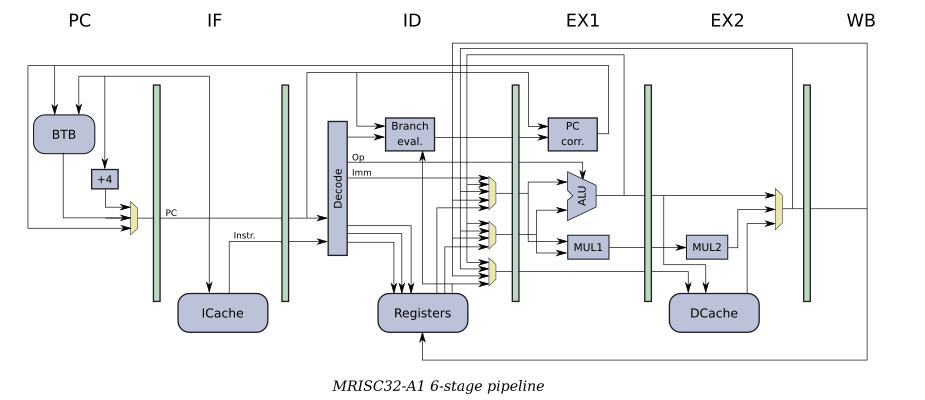 PC IF ID EX1 EX2 WB
BTB
Branch
eval.
PC
corr.
+4
Op
Imm
Decode
ALU
PC
Instr.
MUL1
MUL2
ICache
Registers
DCache
MRISC32-A1 6-stage pipeline